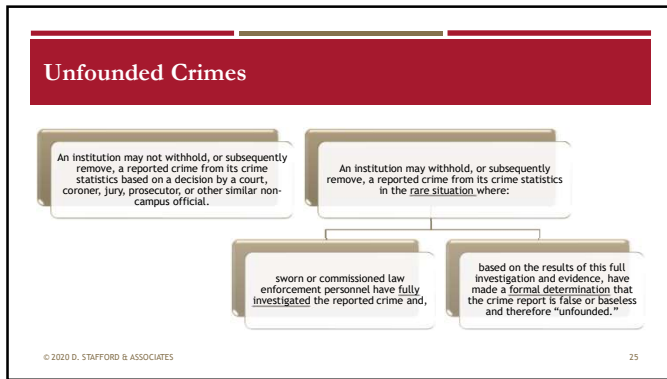 Unfounded Crimes
An institution may not withhold, or subsequently
remove, a reported crime from its crime
statistics based on a decision by a court,
coroner, jury, prosecutor, or other similar non-
campus official.
An institution may withhold, or subsequently
remove, a reported crime from its crime statistics
in the rare situation where:
sworn or commissioned law
enforcement personnel have fully
investigated the reported crime and,
based on the results of this full
investigation and evidence, have
made a formal determination that
the crime report is false or baseless
and therefore “unfounded.”
© 2020 D. STAFFORD & ASSOCIATES
25